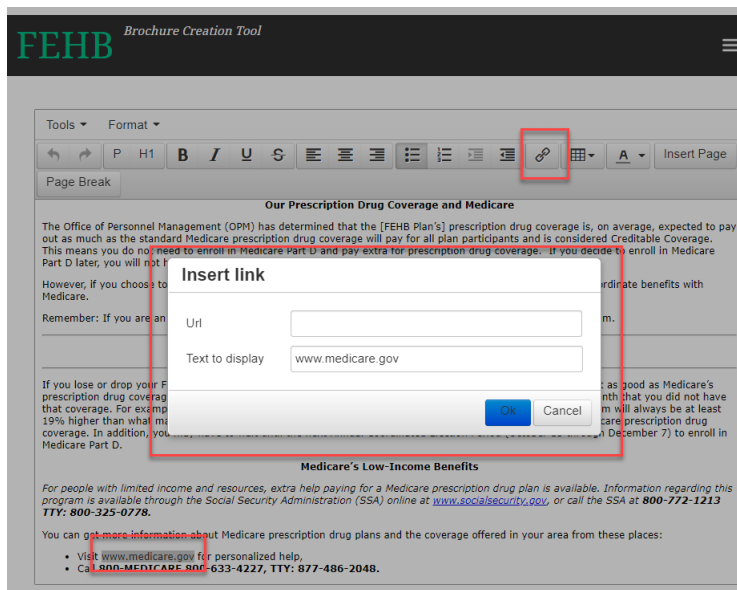 FEHB Brochure Creation Tool
Tools Format
P H1 B I U S A Insert Page
Page Break
Our Prescription Drug Coverage and Medicare
The Office of Personnel Management (OPM) has determined that the [FEHB Plan's] prescription drug coverage is, on average, expected to pay
out as much as the standard Medicare prescription drug coverage will pay for all plan participants and is considered Creditable Coverage.
This means you do not need to enroll in Medicare Part D and pay extra for prescription drug coverage. If you decide to enroll in Medicare
Part D later, you will not h
However, if you choose to rdinate benefits with
Medicare.
Remember: If you are an m.
Insert link
Url
Text to display www.medicare.gov
Ok Cancel
If you lose or drop your F as good as Medicare's
prescription drug coverag nth that you did not have
that coverage. For examp m will always be at least
19% higher than what ma care prescription drug
coverage. In addition, you December 7) to enroll in
Medicare Part D.
Medicare's Low-Income Benefits
For people with limited income and resources, extra help paying for a Medicare prescription drug plan is available. Information regarding this
program is available through the Social Security Administration (SSA) online at www.socialsecurity.gov, or call the SSA at 800-772-1213
TTY: 800-325-0778.
You can get more information about Medicare prescription drug plans and the coverage offered in your area from these places:
Visit www.medicare.gov for personalized help,
Call 800-MEDICARE 800-633-4227, TTY: 877-486-2048.